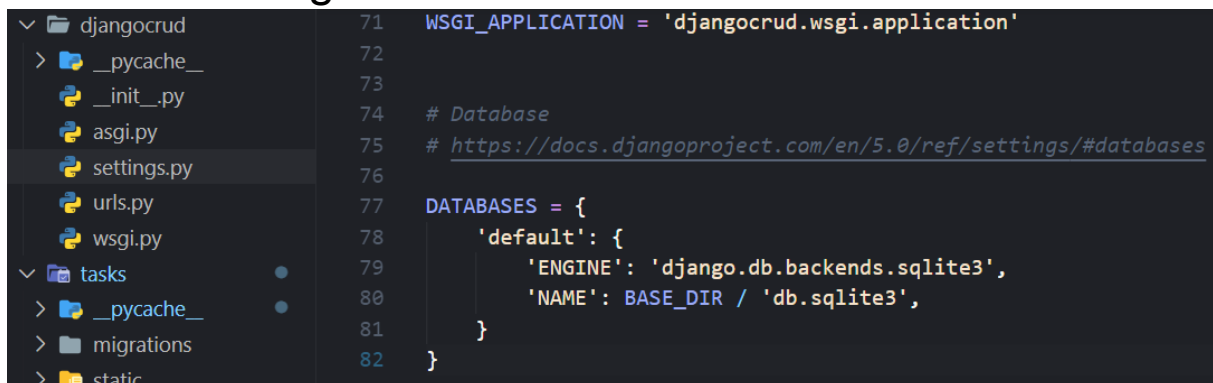 djangocrud
__pycache__
__init__.py
asgi.py
settings.py
urls.py
wsgi.py
tasks
__pycache__
migrations
static
71 WSGI_APPLICATION = 'djangocrud.wsgi.application'
72
73
74 # Database
75 # https://docs.djangoproject.com/en/5.0/ref/settings/#databases
76
77 DATABASES = {
78 'default': {
79 'ENGINE': 'django.db.backends.sqlite3',
80 'NAME': BASE_DIR / 'db.sqlite3',
81 }
82 }